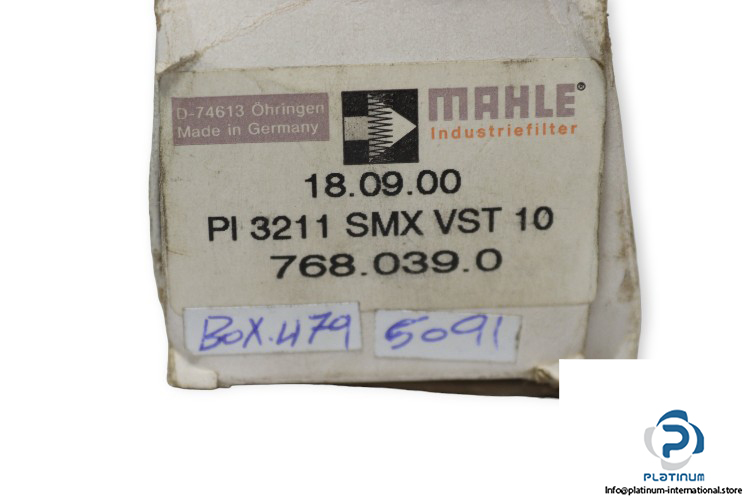 D-74613 Öhringen
Made in Germany
MAHLE®
Industriefilter
18.09.00
PI 3211 SMX VST 10
768.039.0
BOX.479
5091
PLATINUM
Info@platinum-international.store